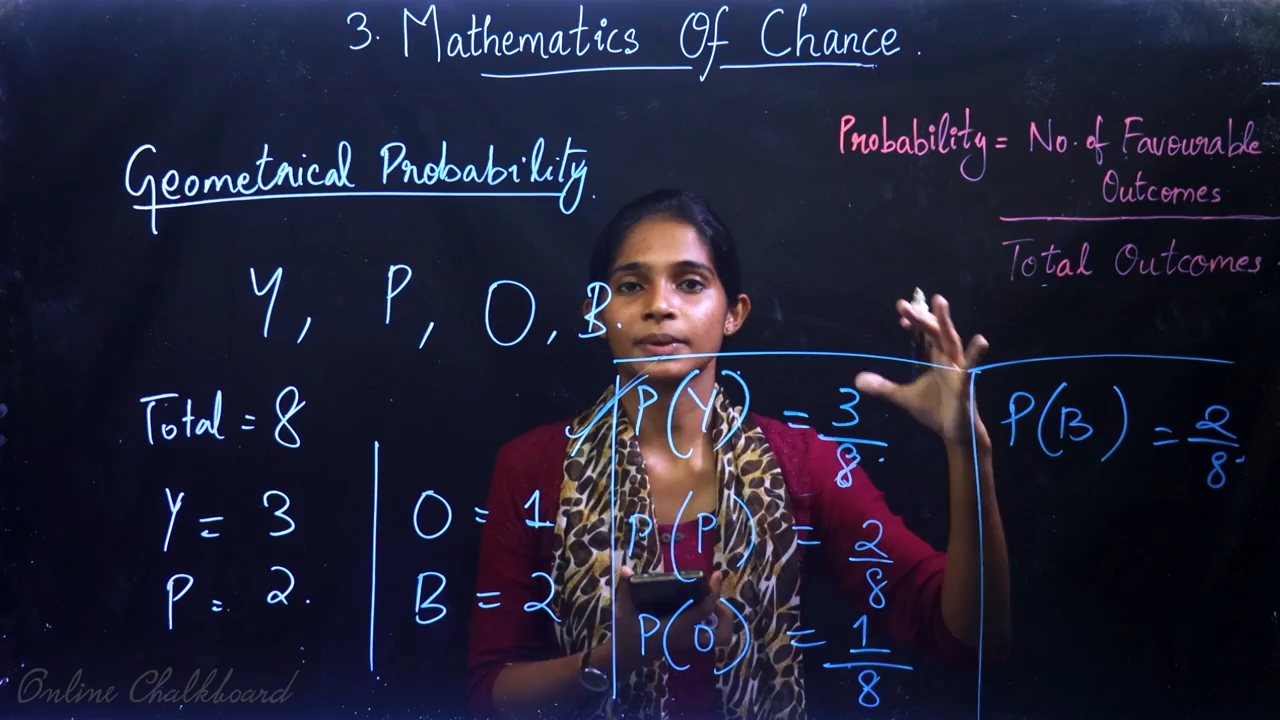 3. Mathematics Of Chance.
Geometrical Probability.
Probability = No. of Favourable
Outcomes
Total Outcomes
Y, P, O, B.
Total = 8
Y = 3
P = 2.
O = 1
B = 2
P(Y) = 3/8.
P(P) = 2/8
P(O) = 1/8
P(B) = 2/8.
Online Chalkboard